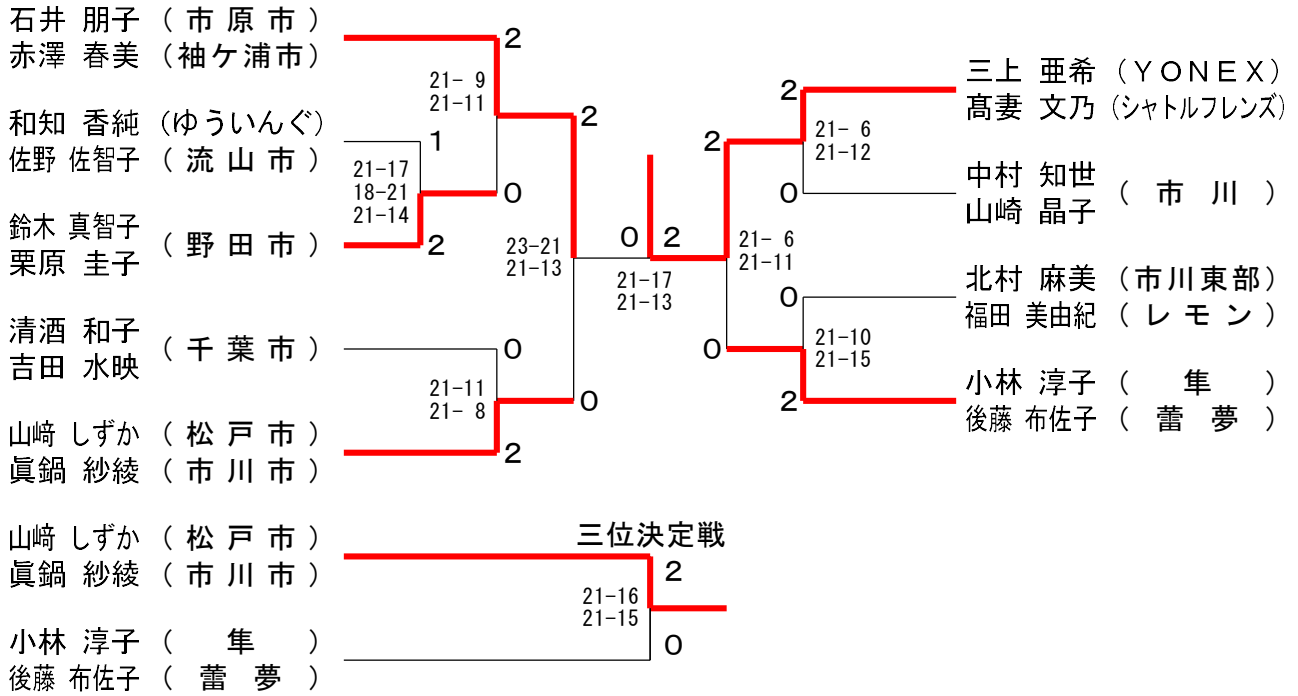 石井 朋子 ( 市 原 市 )
赤澤 春美 (袖ケ浦市)
和知 香純 (ゆういんぐ)
佐野 佐智子 ( 流 山 市 )
鈴木 真智子
栗原 圭子
( 野 田 市 )
清酒 和子
吉田 水映
( 千 葉 市 )
山﨑 しずか ( 松 戸 市 )
眞鍋 紗綾 ( 市 川 市 )
2
21- 9
21-11
1
21-17
18-21
21-14
2
0
2
23-21
21-13
0
21-11
21- 8
2
0
0 2
21-17
21-13
2
21- 6
21-11
0
2
21- 6
21-12
0
0
21-10
21-15
2
三上 亜希 (YONEX)
髙妻 文乃 (シャトルフレンズ)
中村 知世
山崎 晶子
( 市 川 )
北村 麻美 (市川東部)
福田 美由紀 ( レ モ ン )
小林 淳子 ( 隼 )
後藤 布佐子 ( 蕾 夢 )
三位決定戦
山﨑 しずか ( 松 戸 市 )
眞鍋 紗綾 ( 市 川 市 )
2
21-16
21-15
0
小林 淳子 ( 隼 )
後藤 布佐子 ( 蕾 夢 )